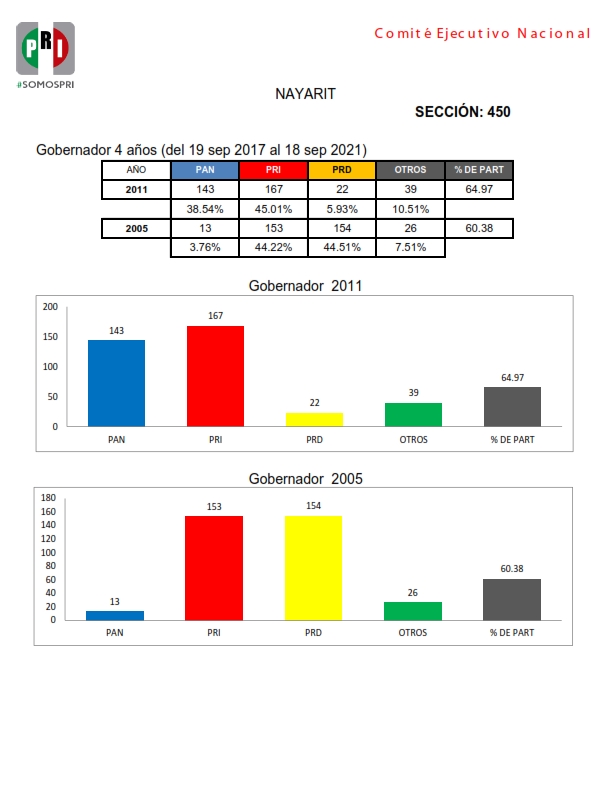 Comité Ejecutivo Nacional
PRI
#SOMOSPRI
NAYARIT
SECCIÓN: 450
Gobernador 4 años (del 19 sep 2017 al 18 sep 2021)
AÑO PAN PRI PRD OTROS % DE PART
2011 143 167 22 39 64.97
38.54% 45.01% 5.93% 10.51%
2005 13 153 154 26 60.38
3.76% 44.22% 44.51% 7.51%
Gobernador 2011
200
150
100
50
0
143
167
22
39
64.97
PAN PRI PRD OTROS % DE PART
Gobernador 2005
180
160
140
120
100
80
60
40
20
0
13
153
154
26
60.38
PAN PRI PRD OTROS % DE PART